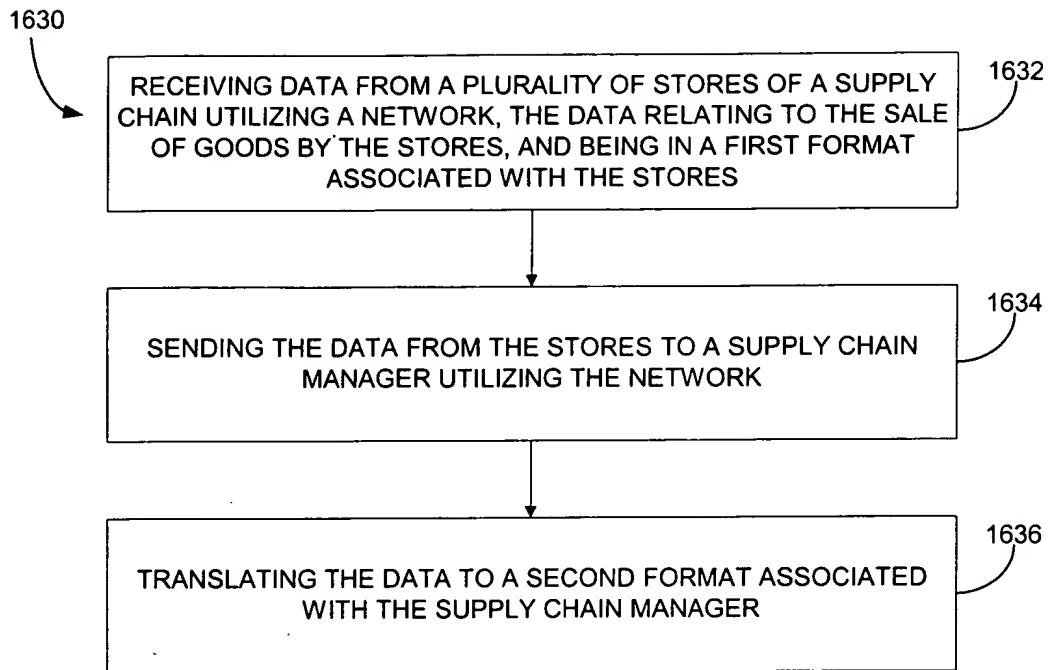 1630
RECEIVING DATA FROM A PLURALITY OF STORES OF A SUPPLY
CHAIN UTILIZING A NETWORK, THE DATA RELATING TO THE SALE
OF GOODS BY THE STORES, AND BEING IN A FIRST FORMAT
ASSOCIATED WITH THE STORES
1632
SENDING THE DATA FROM THE STORES TO A SUPPLY CHAIN
MANAGER UTILIZING THE NETWORK
1634
TRANSLATING THE DATA TO A SECOND FORMAT ASSOCIATED
WITH THE SUPPLY CHAIN MANAGER
1636